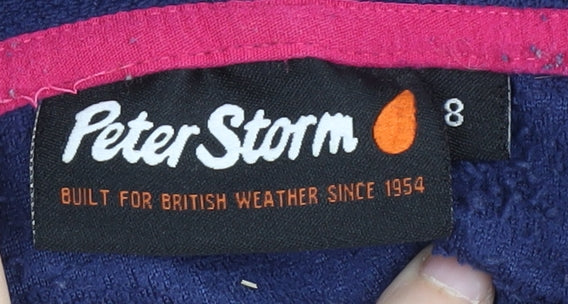 Peter Storm 8
BUILT FOR BRITISH WEATHER SINCE 1954